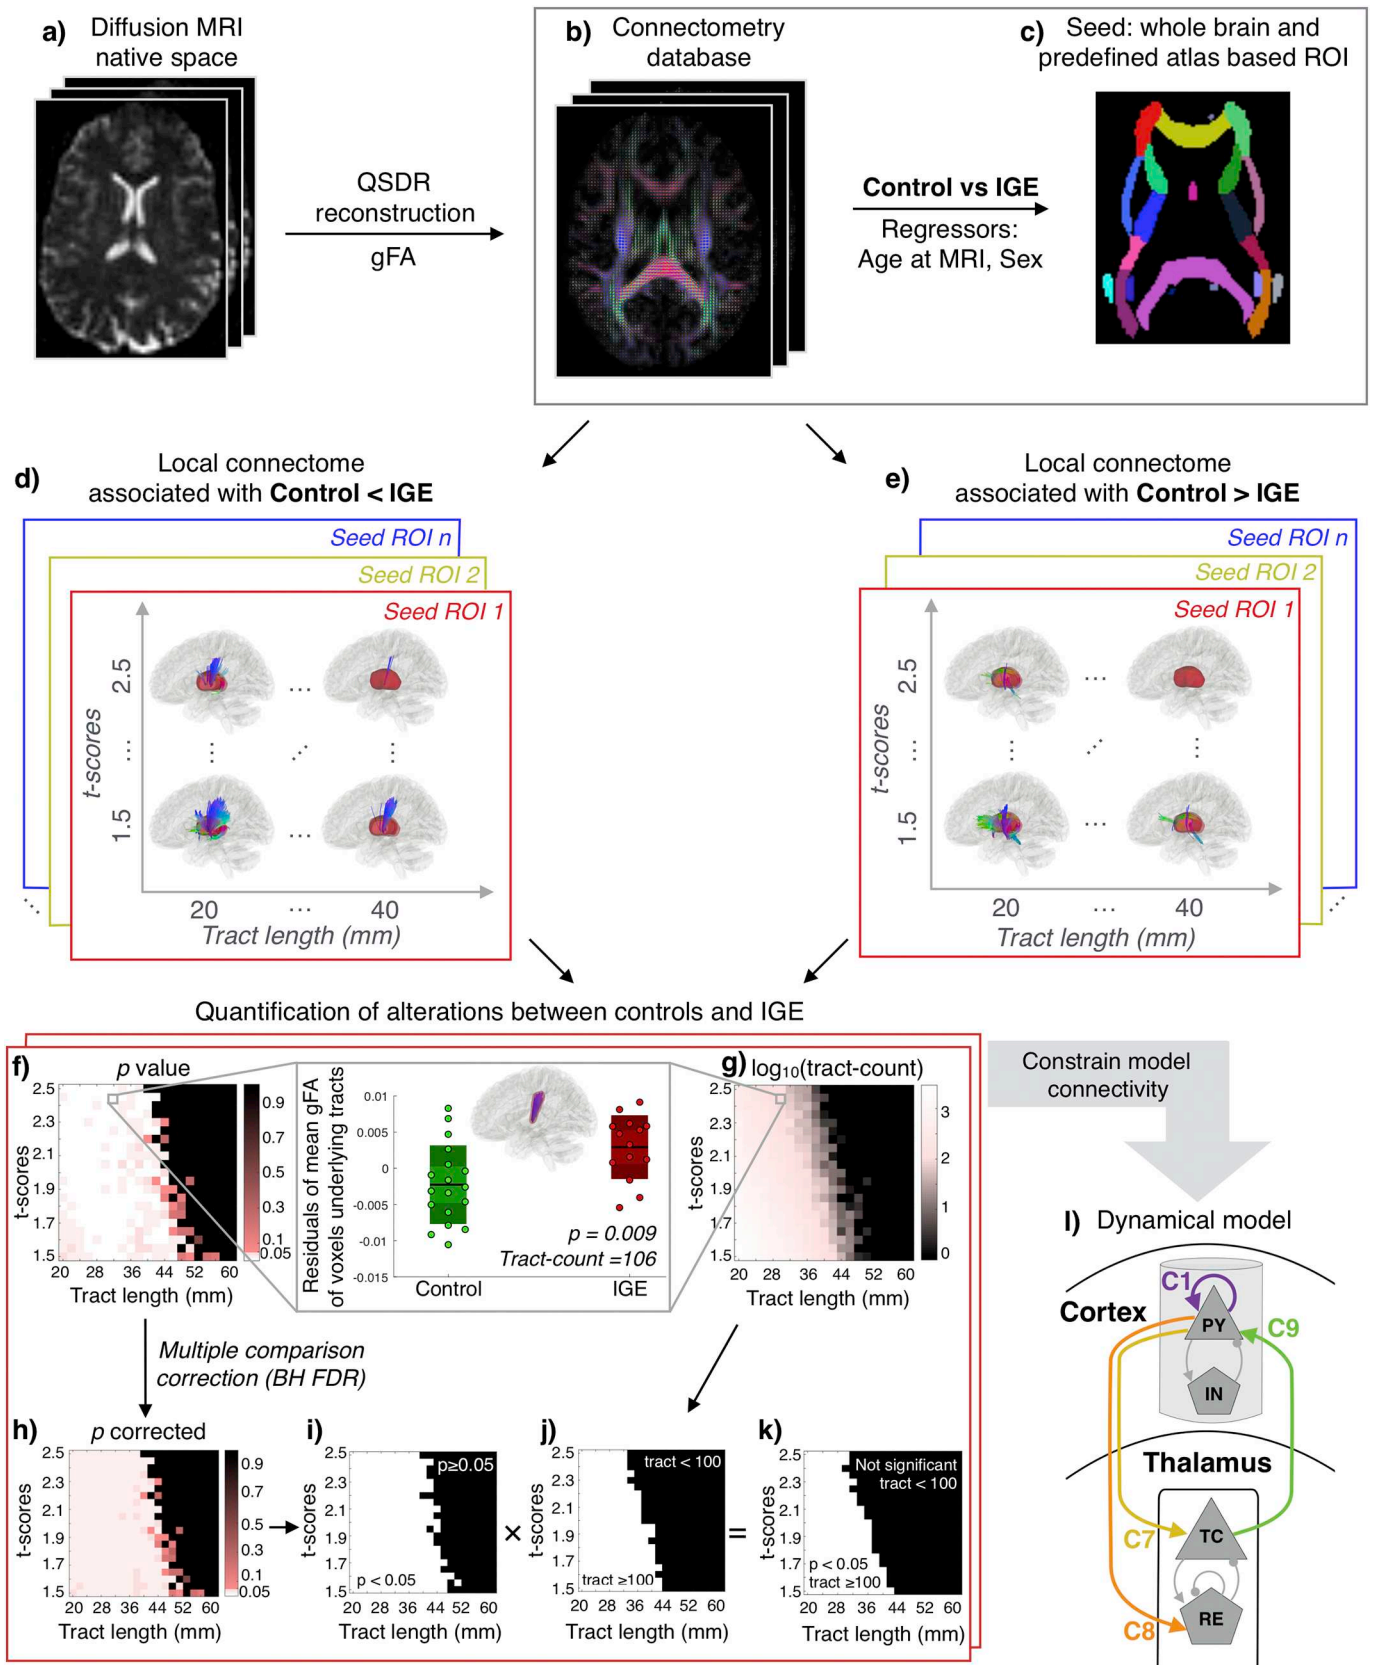 a) Diffusion MRI
native space
b) Connectometry
database
c) Seed: whole brain and
predefined atlas based ROI
QSDR
reconstruction
gFA
Control vs IGE
Regressors:
Age at MRI, Sex
d) Local connectome
associated with Control < IGE
Seed ROI n
Seed ROI 2
Seed ROI 1
t-scores
2.5
...
1.5
...
...
20 ... 40
Tract length (mm)
e) Local connectome
associated with Control > IGE
Seed ROI n
Seed ROI 2
Seed ROI 1
t-scores
2.5
...
1.5
...
...
20 ... 40
Tract length (mm)
Quantification of alterations between controls and IGE
f) p value
t-scores
2.5
2.3
2.1
1.9
1.7
1.5
20 28 36 44 52 60
Tract length (mm)
0.9
0.7
0.5
0.3
0.1
0.05
Residuals of mean gFA
of voxels underlying tracts
0.01
0.005
0
-0.005
-0.01
-0.015
p = 0.009
Tract-count =106
Control IGE
g) log10(tract-count)
t-scores
2.5
2.3
2.1
1.9
1.7
1.5
20 28 36 44 52 60
Tract length (mm)
3
2
1
0
Constrain model
connectivity
Multiple comparison
correction (BH FDR)
h) p corrected
t-scores
2.5
2.3
2.1
1.9
1.7
1.5
20 28 36 44 52 60
Tract length (mm)
0.9
0.7
0.5
0.3
0.1
0.05
i)
t-scores
2.5
2.3
2.1
1.9
1.7
1.5
p≥0.05
p < 0.05
20 28 36 44 52 60
Tract length (mm)
×
j)
t-scores
2.5
2.3
2.1
1.9
1.7
1.5
tract < 100
tract ≥100
20 28 36 44 52 60
Tract length (mm)
=
k)
2.5
2.3
2.1
1.9
1.7
1.5
Not significant
tract < 100
p < 0.05
tract ≥100
20 28 36 44 52 60
Tract length (mm)
l) Dynamical model
Cortex
C1
PY
C9
IN
Thalamus
C7
TC
C8
RE